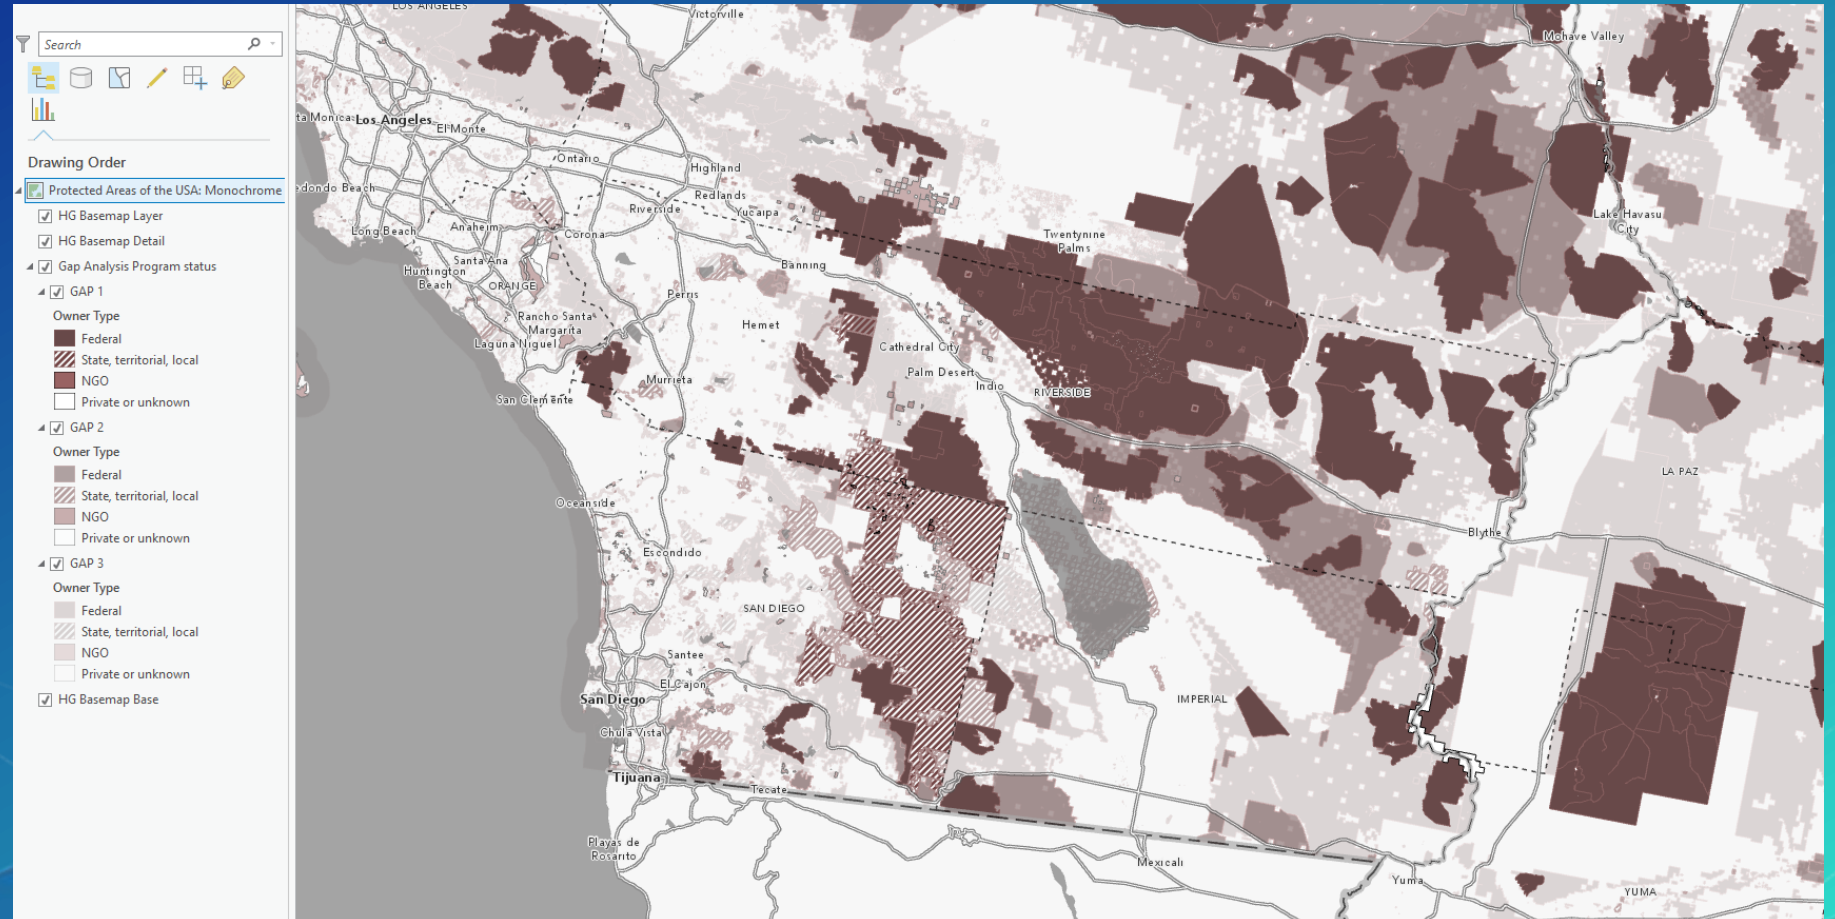 Search
Drawing Order
Protected Areas of the USA: Monochrome
HG Basemap Layer
HG Basemap Detail
Gap Analysis Program status
GAP 1
Owner Type
Federal
State, territorial, local
NGO
Private or unknown
GAP 2
Owner Type
Federal
State, territorial, local
NGO
Private or unknown
GAP 3
Owner Type
Federal
State, territorial, local
NGO
Private or unknown
HG Basemap Base
LOS ANGELES
Victorville
Mohave Valley
ta Monica
Los Angeles
El Monte
Ontario
Highland
edondo Beach
Redlands
Riverside
Yucaipa
Lake Havasu
City
Long Beach
Anaheim
Corona
Twentynine
Palms
Santa Ana
Banning
Huntington
Beach
ORANGE
Perris
Rancho Santa
Margarita
Hemet
Laguna Niguel
Cathedral City
Palm Desert
Murrieta
Indio
RIVERSIDE
San Clemente
LA PAZ
Oceanside
Blythe
Escondido
SAN DIEGO
Santee
El Cajon
San Diego
IMPERIAL
Chula Vista
Tijuana
Tecate
Playas de
Rosarito
Mexicali
Yuma
YUMA